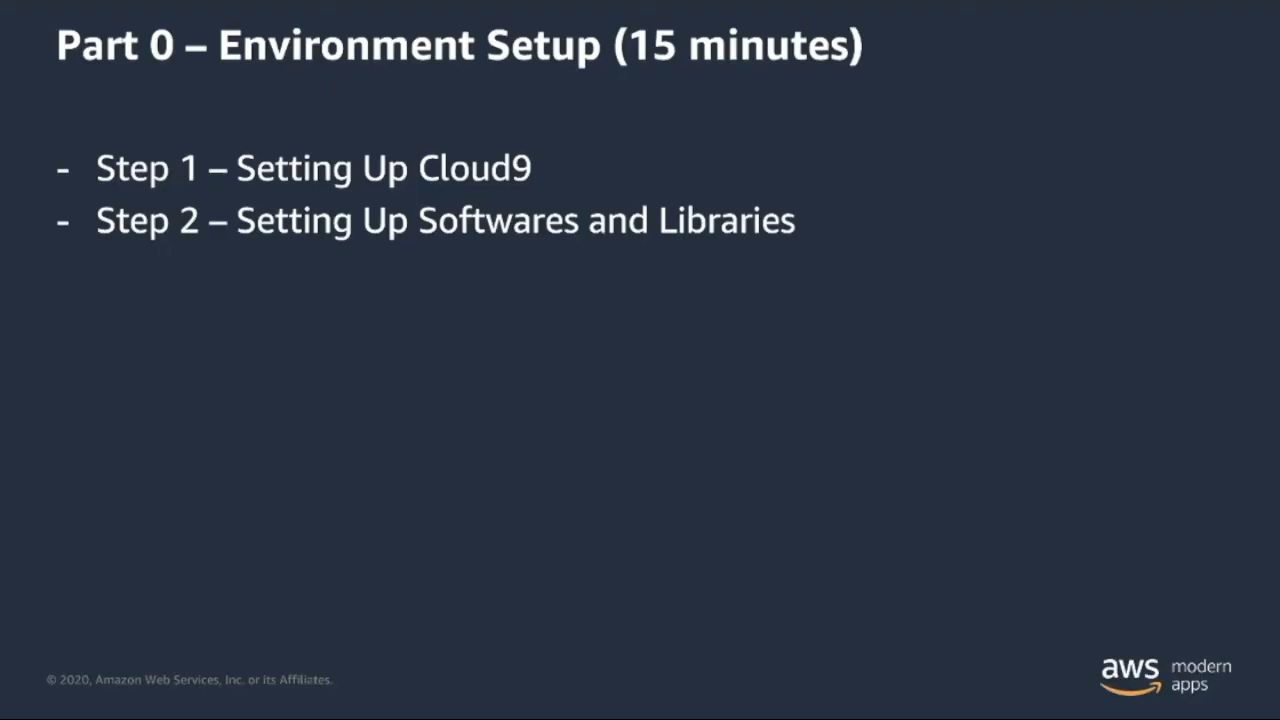 Part 0 – Environment Setup (15 minutes)
- Step 1 – Setting Up Cloud9
- Step 2 – Setting Up Softwares and Libraries
© 2020, Amazon Web Services, Inc. or its Affiliates.
aws modern
apps